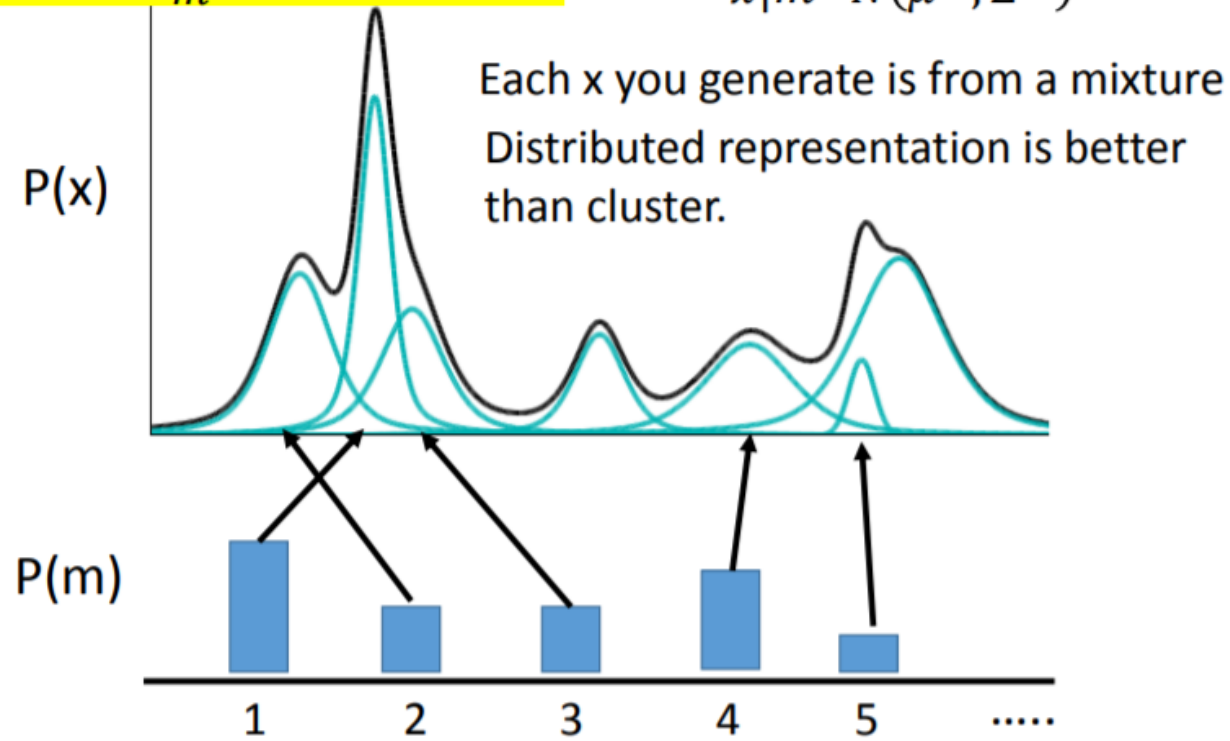 m
Each x you generate is from a mixture
Distributed representation is better
than cluster.
P(x)
P(m)
1 2 3 4 5 .....